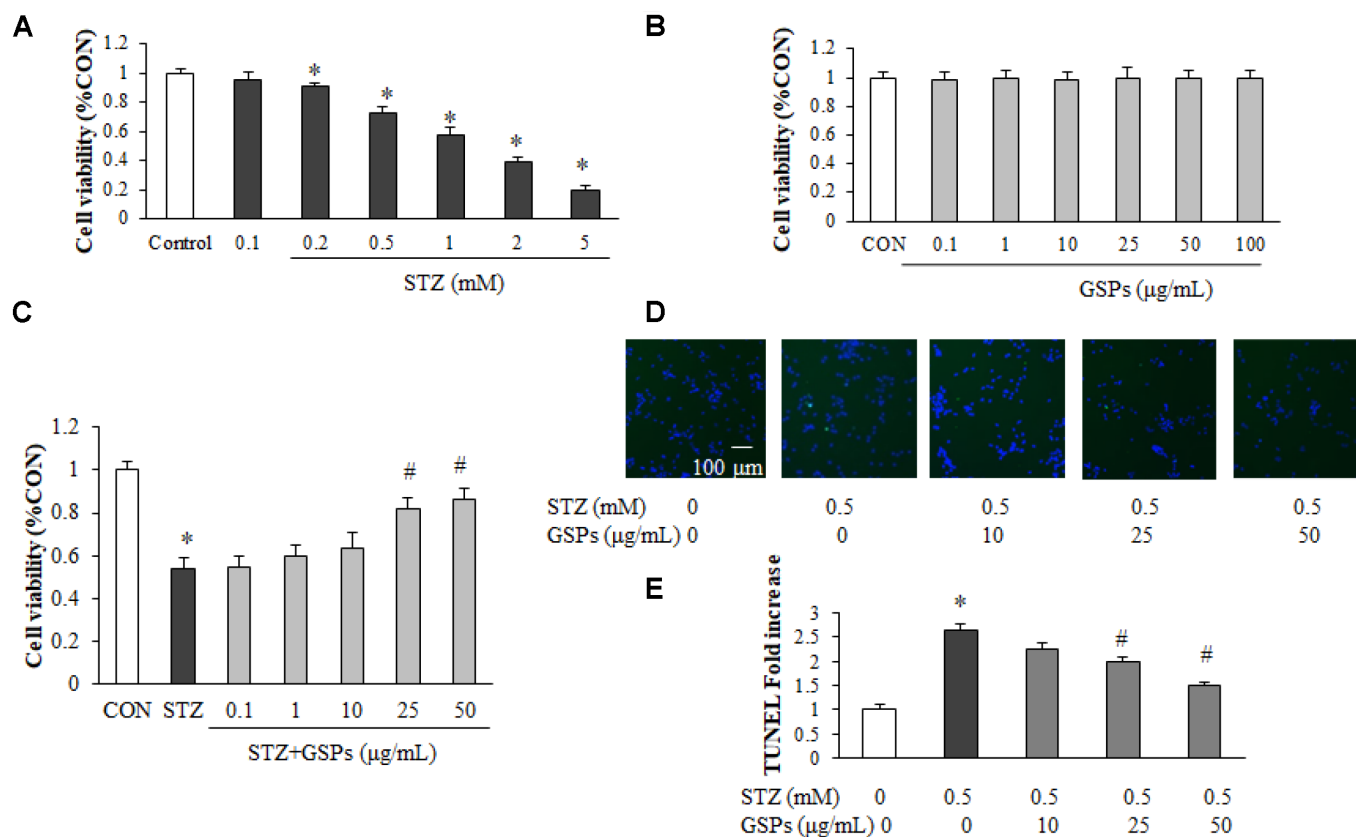 A
Cell viability (%CON)
1.2
1
0.8
0.6
0.4
0.2
0
*
*
*
*
*
Control 0.1 0.2 0.5 1 2 5
STZ (mM)
B
Cell viability (%CON)
1.2
1
0.8
0.6
0.4
0.2
0
CON 0.1 1 10 25 50 100
GSPs (μg/mL)
C
Cell viability (%CON)
1.2
1
0.8
0.6
0.4
0.2
0
*
#
#
CON STZ 0.1 1 10 25 50
STZ+GSPs (μg/mL)
D
100 μm
STZ (mM) 0 0.5 0.5 0.5 0.5
GSPs (μg/mL) 0 0 10 25 50
E
TUNEL Fold increase
3
2.5
2
1.5
1
0.5
0
*
#
#
STZ (mM) 0 0.5 0.5 0.5 0.5
GSPs (μg/mL) 0 0 10 25 50